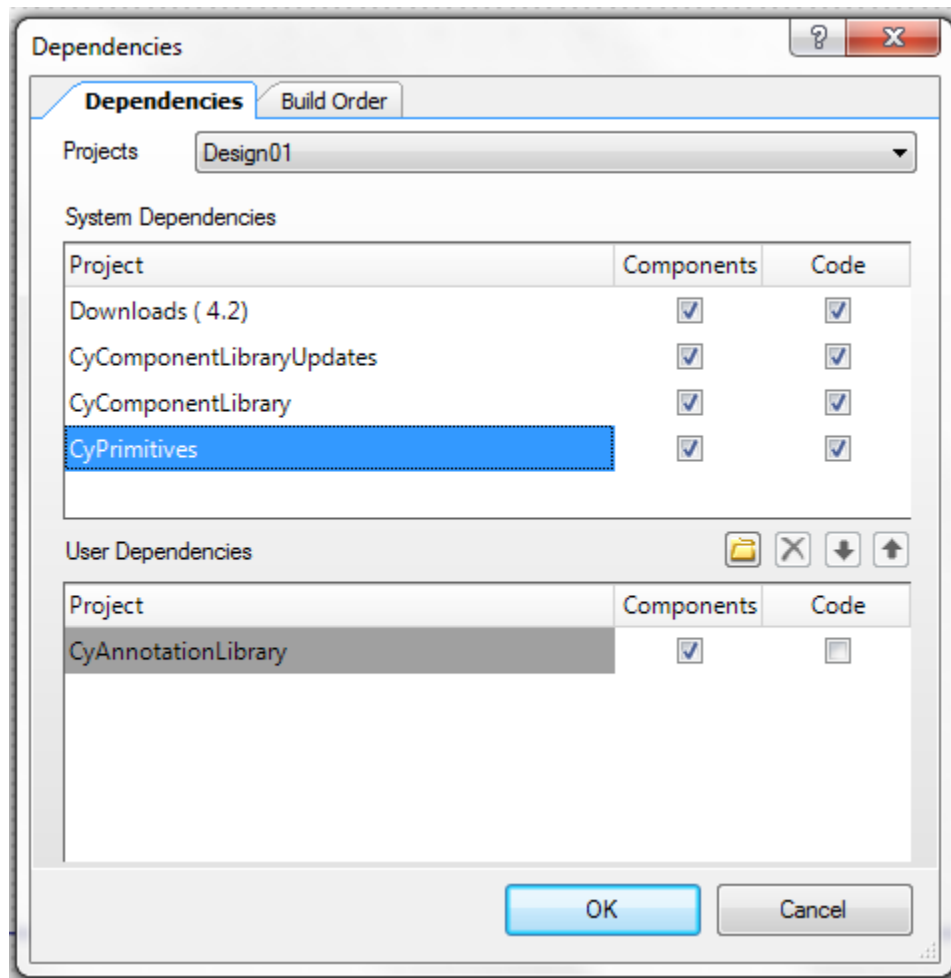 Dependencies
Dependencies Build Order
Projects Design01
System Dependencies
Project Components Code
Downloads ( 4.2)
CyComponentLibraryUpdates
CyComponentLibrary
CyPrimitives
User Dependencies
Project Components Code
CyAnnotationLibrary
OK Cancel